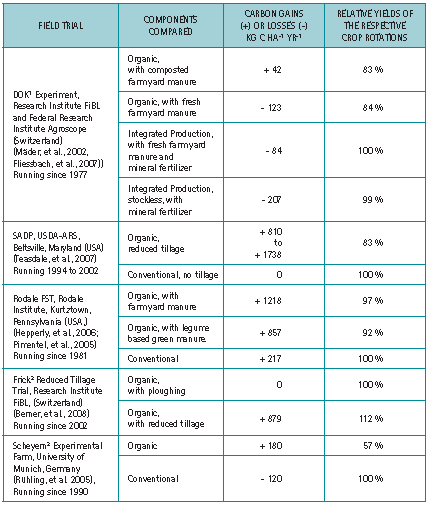 FIELD TRIAL
COMPONENTS
COMPARED
CARBON GAINS
(+) OR LOSSES (–)
KG C HA⁻¹ YR⁻¹
RELATIVE YIELDS OF
THE RESPECTIVE
CROP ROTATIONS
DOK¹ Experiment,
Research Institute FiBL
and Federal Research
Institute Agroscope
(Switzerland)
(Mäder, et al., 2002,
Fliessbach, et al., 2007))
Running since 1977
Organic,
with composted
farmyard manure
+ 42
83 %
Organic, with fresh
farmyard manure
- 123
84 %
Integrated Production,
with fresh farmyard
manure and
mineral fertilizer
- 84
100 %
Integrated Production,
stockless, with
mineral fertilizer
- 207
99 %
SADP, USDA-ARS,
Beltsville, Maryland (USA)
(Teasdale, et al., 2007)
Running 1994 to 2002
Organic,
reduced tillage
+ 810
to
+ 1738
83 %
Conventional, no tillage
0
100 %
Rodale FST, Rodale
Institute, Kurtztown,
Pennsylvania (USA,)
(Hepperly, et al., 2006;
Pimentel, et al., 2005)
Running since 1981
Organic, with
farmyard manure
+ 1218
97 %
Organic, with legume
based green manure
+ 857
92 %
Conventional
+ 217
100 %
Frick² Reduced Tillage
Trial, Research Institute
FiBL, (Switzerland)
(Berner, et al., 2008)
Running since 2002
Organic,
with ploughing
0
100 %
Organic,
with reduced tillage
+ 879
112 %
Scheyern² Experimental
Farm, University of
Munich, Germany
(Rühling, et al. 2005),
Running since 1990
Organic
+ 180
57 %
Conventional
- 120
100 %